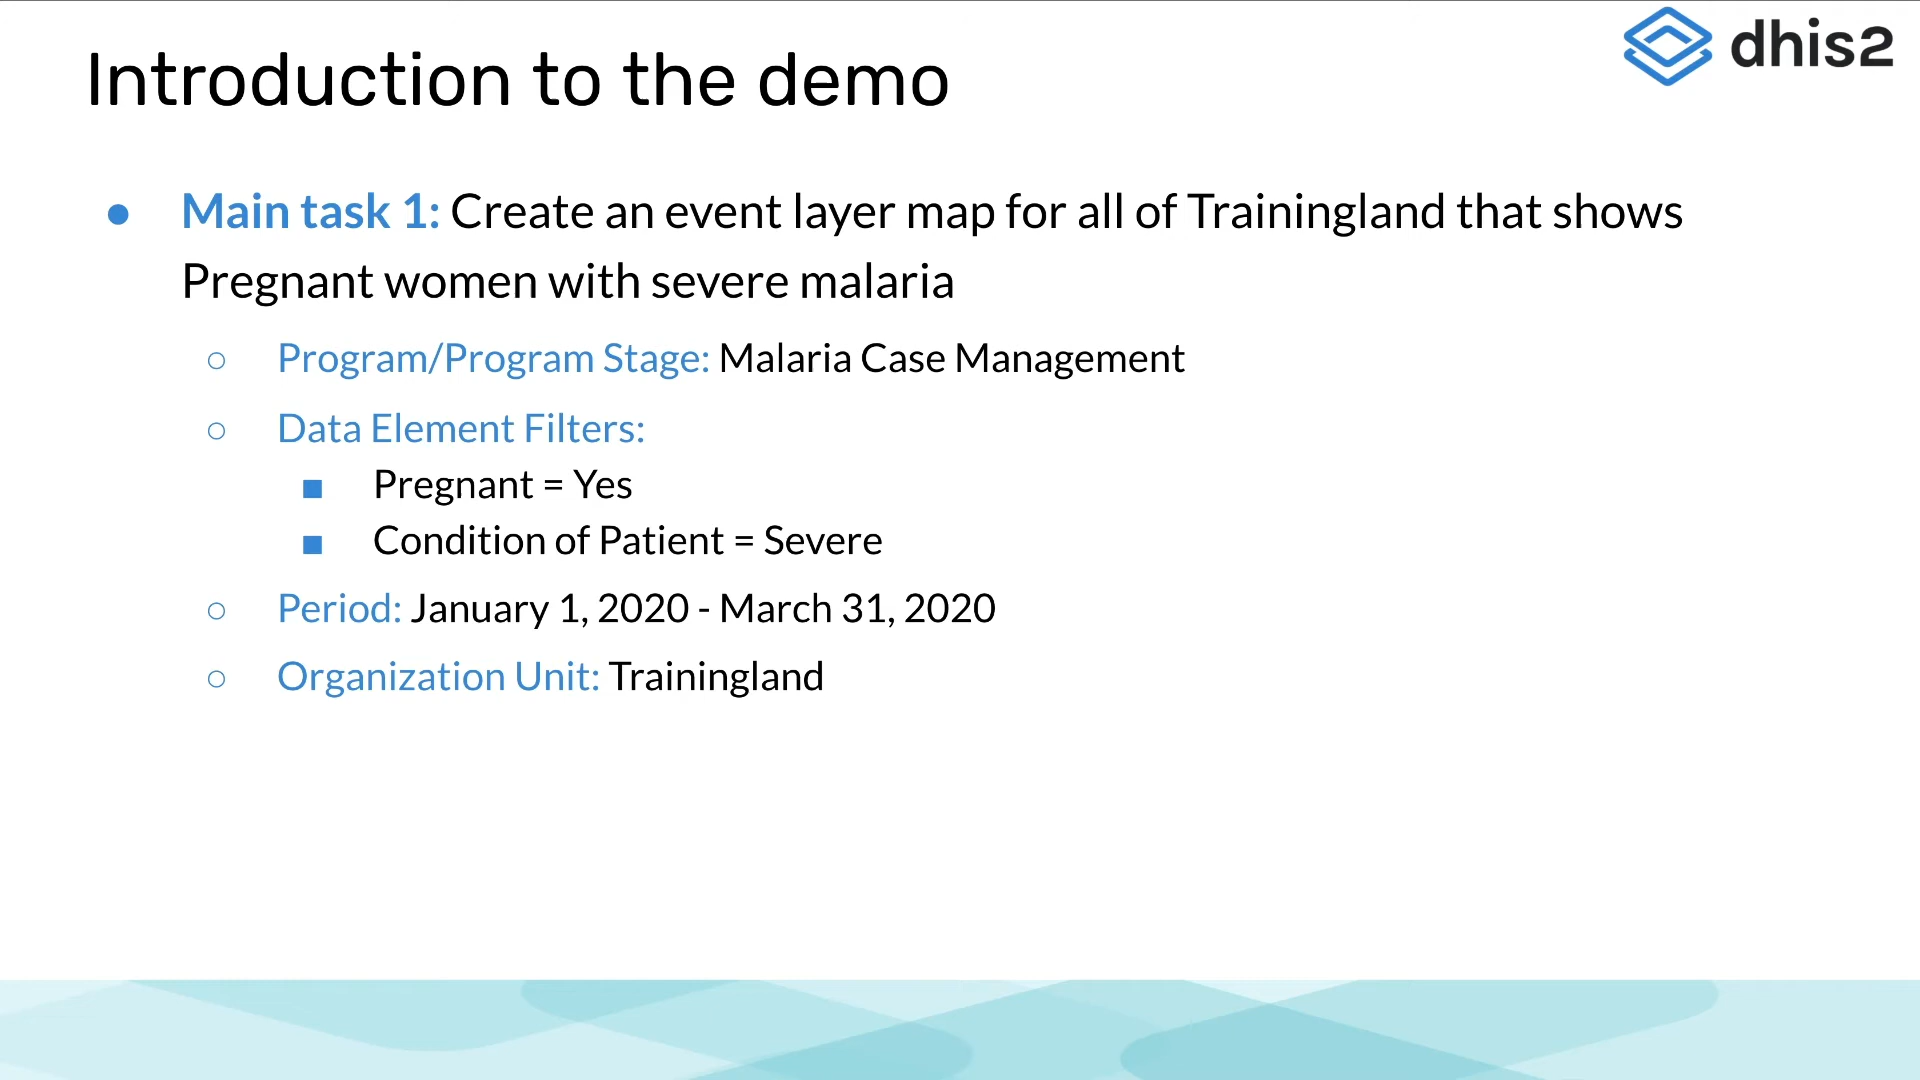 dhis2
Introduction to the demo
● Main task 1: Create an event layer map for all of Trainingland that shows
Pregnant women with severe malaria
○ Program/Program Stage: Malaria Case Management
○ Data Element Filters:
■ Pregnant = Yes
■ Condition of Patient = Severe
○ Period: January 1, 2020 - March 31, 2020
○ Organization Unit: Trainingland